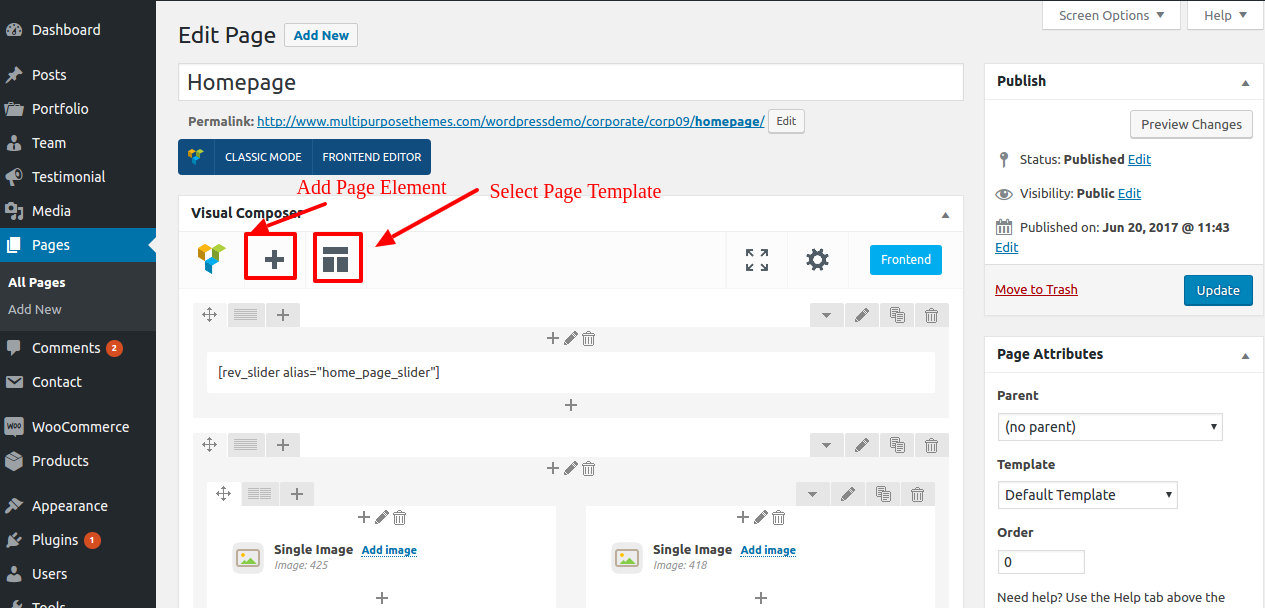 Screen Options
Help
Dashboard
Posts
Portfolio
Team
Testimonial
Media
Pages
All Pages
Add New
Comments 2
Contact
WooCommerce
Products
Appearance
Plugins 1
Users
Tools
Edit Page Add New
Homepage
Permalink: http://www.multipurposethemes.com/wordpressdemo/corporate/corp09/homepage/ Edit
CLASSIC MODE FRONTEND EDITOR
Add Page Element
Select Page Template
Visual Composer
Frontend
[rev_slider alias="home_page_slider"]
Single Image Add image
Image: 425
Single Image Add image
Image: 418
Publish
Preview Changes
Status: Published Edit
Visibility: Public Edit
Published on: Jun 20, 2017 @ 11:43
Edit
Move to Trash
Update
Page Attributes
Parent
(no parent)
Template
Default Template
Order
0
Need help? Use the Help tab above the